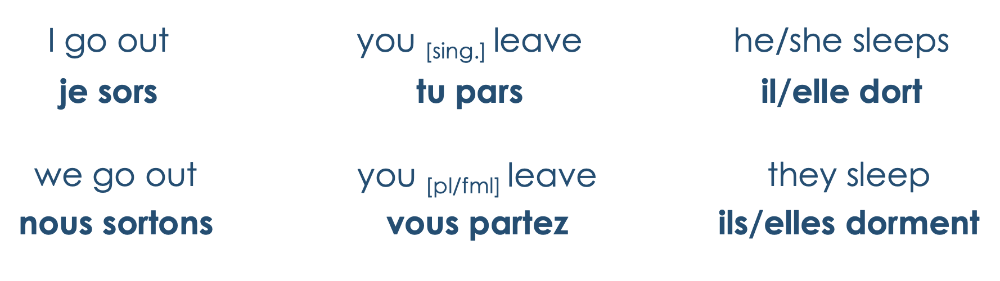 I go out
je sors
you [sing.] leave
tu pars
he/she sleeps
il/elle dort
we go out
nous sortons
you [pl/fml] leave
vous partez
they sleep
ils/elles dorment